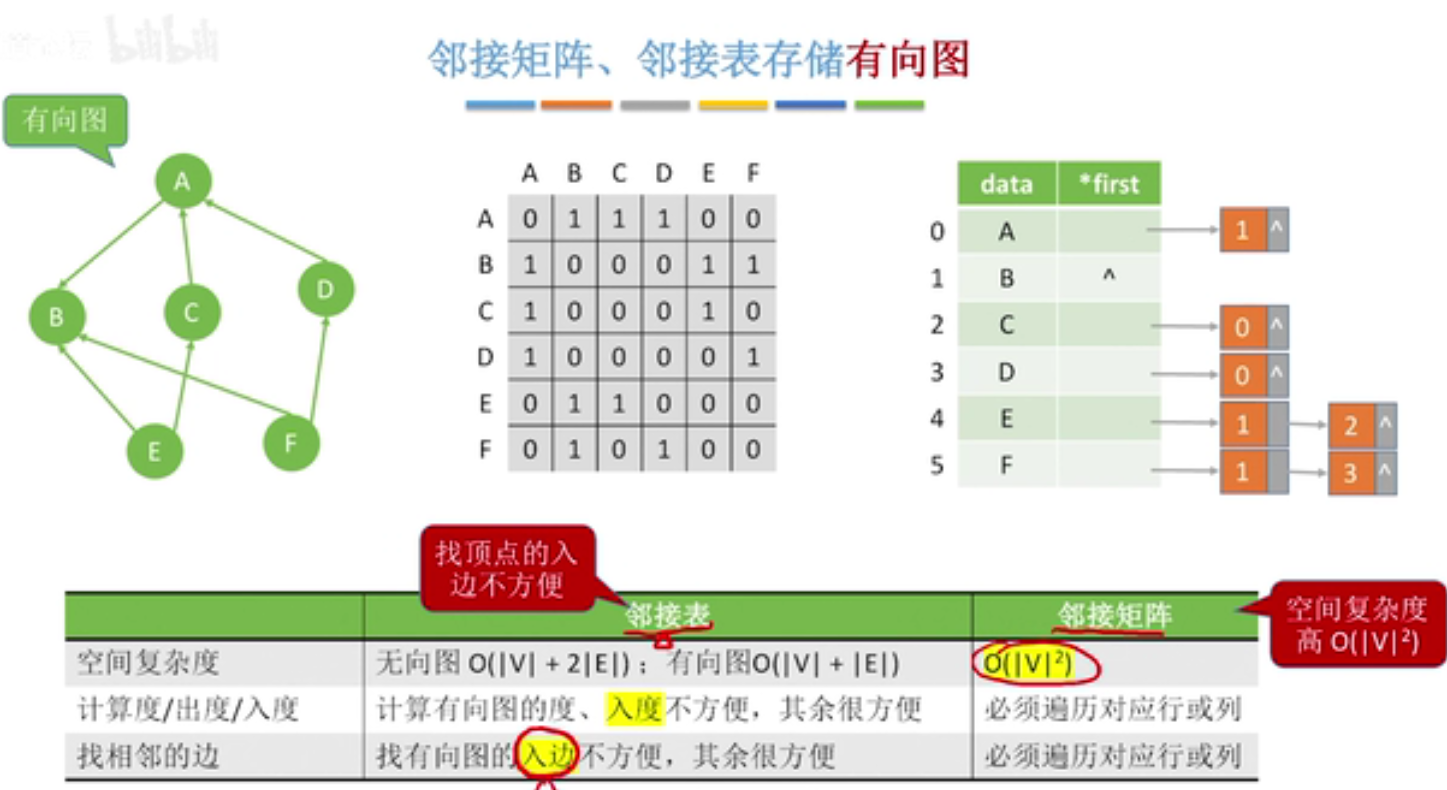 bilibili
邻接矩阵、邻接表存储有向图
有向图
A
B
C
D
E
F
A B C D E F
A 0 1 1 1 0 0
B 1 0 0 0 1 1
C 1 0 0 0 1 0
D 1 0 0 0 0 1
E 0 1 1 0 0 0
F 0 1 0 1 0 0
data *first
0 A 1 ^
1 B ^
2 C 0 ^
3 D 0 ^
4 E 1 2 ^
5 F 1 3 ^
找顶点的入
边不方便
空间复杂度
高 O(|V|²)
邻接表 邻接矩阵
空间复杂度 无向图 O(|V| + 2|E|)；有向图O(|V| + |E|) O(|V|²)
计算度/出度/入度 计算有向图的度、入度不方便，其余很方便 必须遍历对应行或列
找相邻的边 找有向图的入边不方便，其余很方便 必须遍历对应行或列